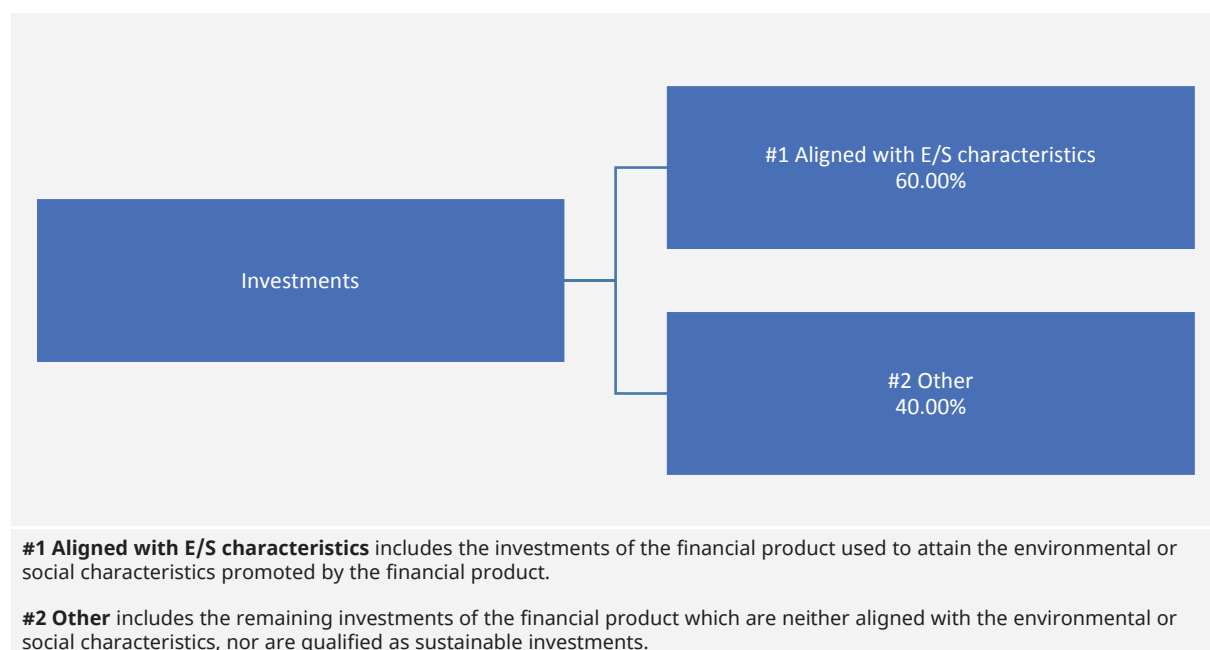 #1 Aligned with E/S characteristics
60.00%
Investments
#2 Other
40.00%
#1 Aligned with E/S characteristics includes the investments of the financial product used to attain the environmental or
social characteristics promoted by the financial product.
#2 Other includes the remaining investments of the financial product which are neither aligned with the environmental or
social characteristics, nor are qualified as sustainable investments.